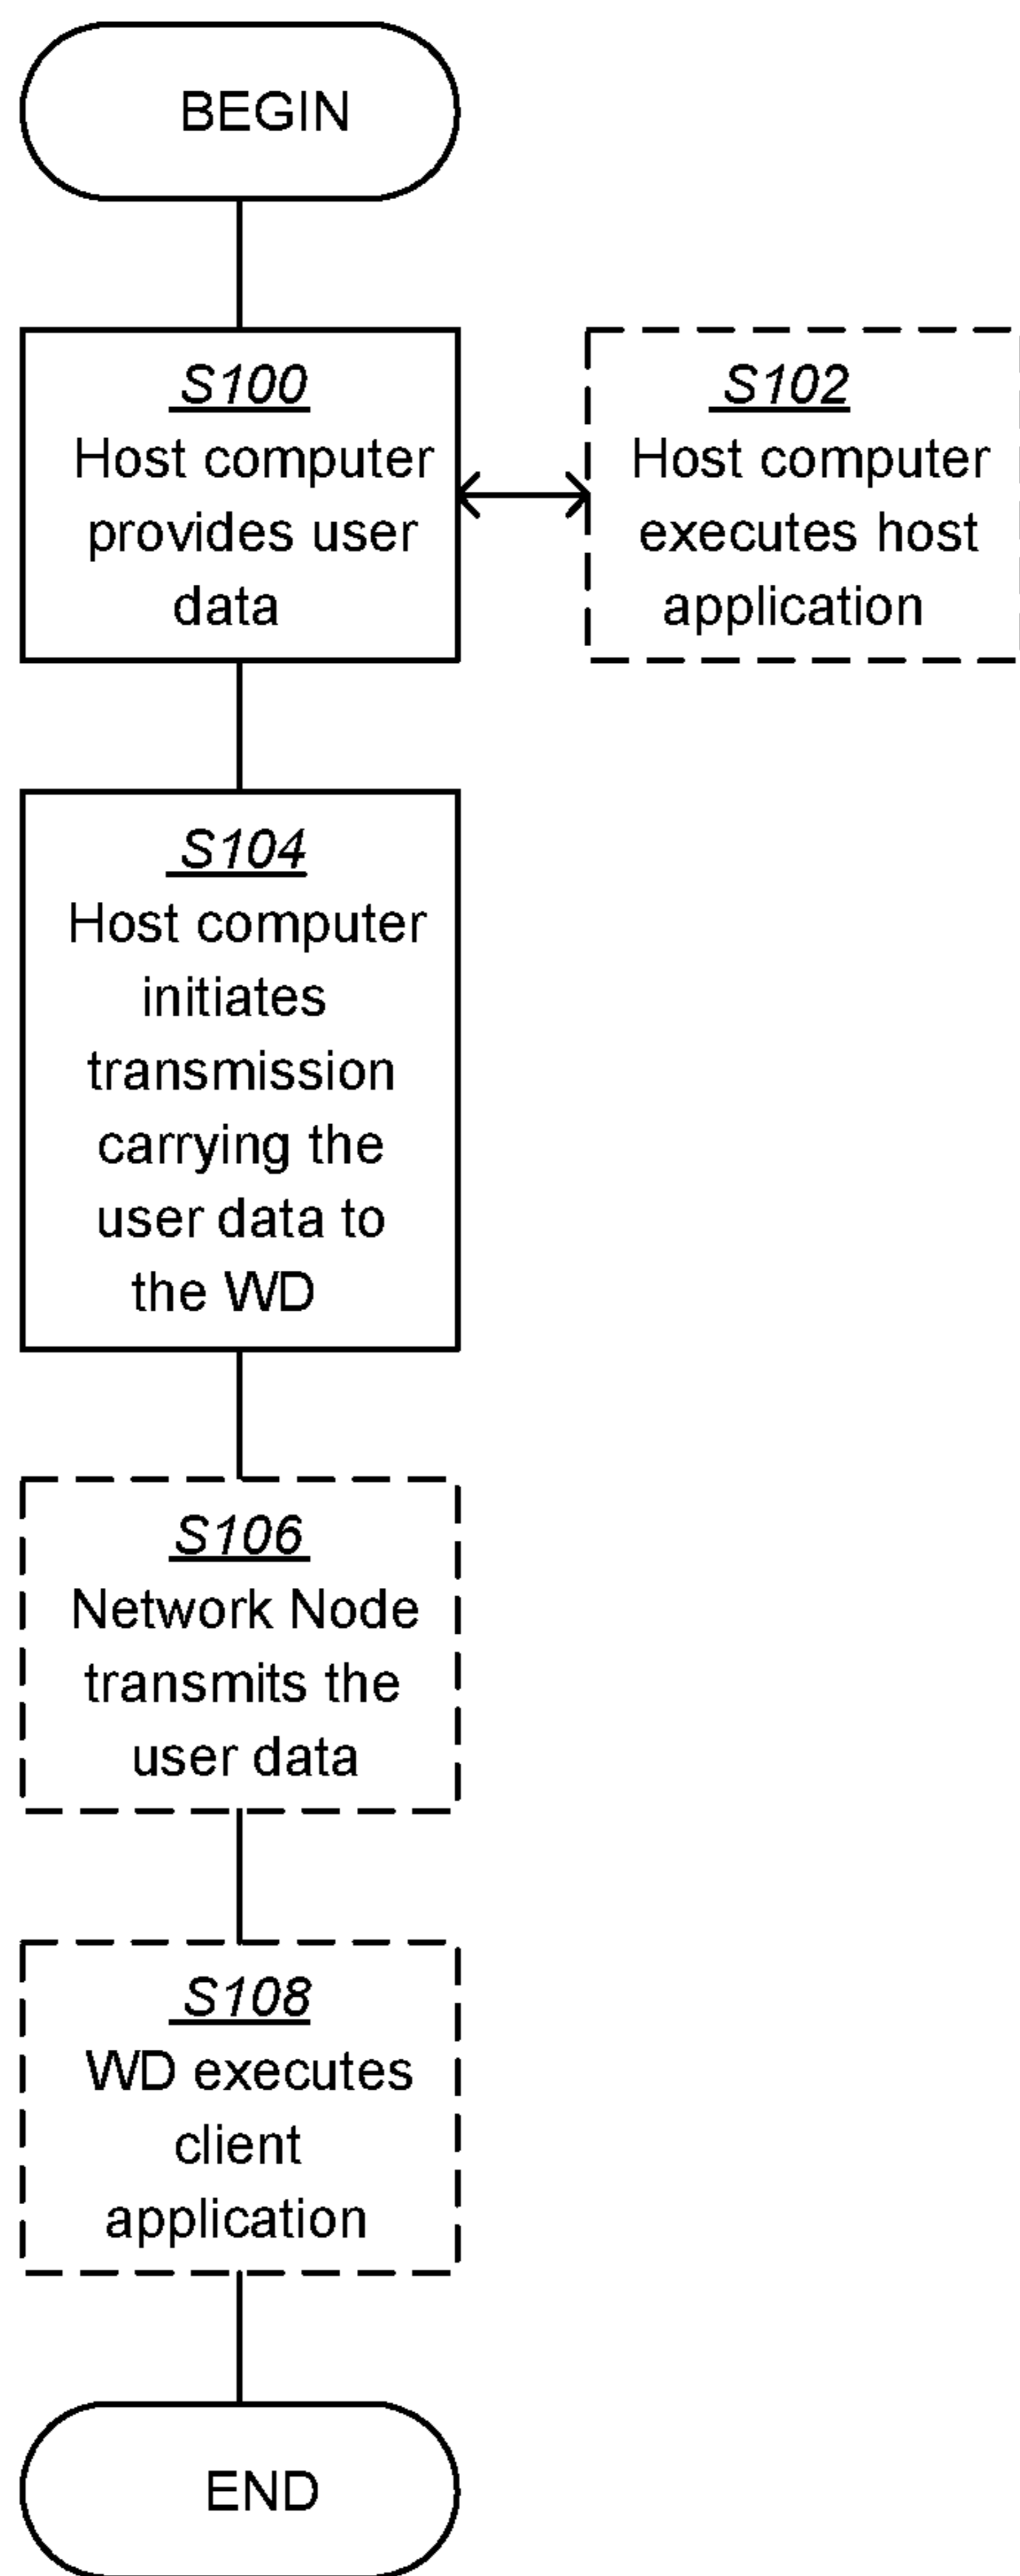 BEGIN
S100
Host computer
provides user
data
S102
Host computer
executes host
application
S104
Host computer
initiates
transmission
carrying the
user data to
the WD
S106
Network Node
transmits the
user data
S108
WD executes
client
application
END